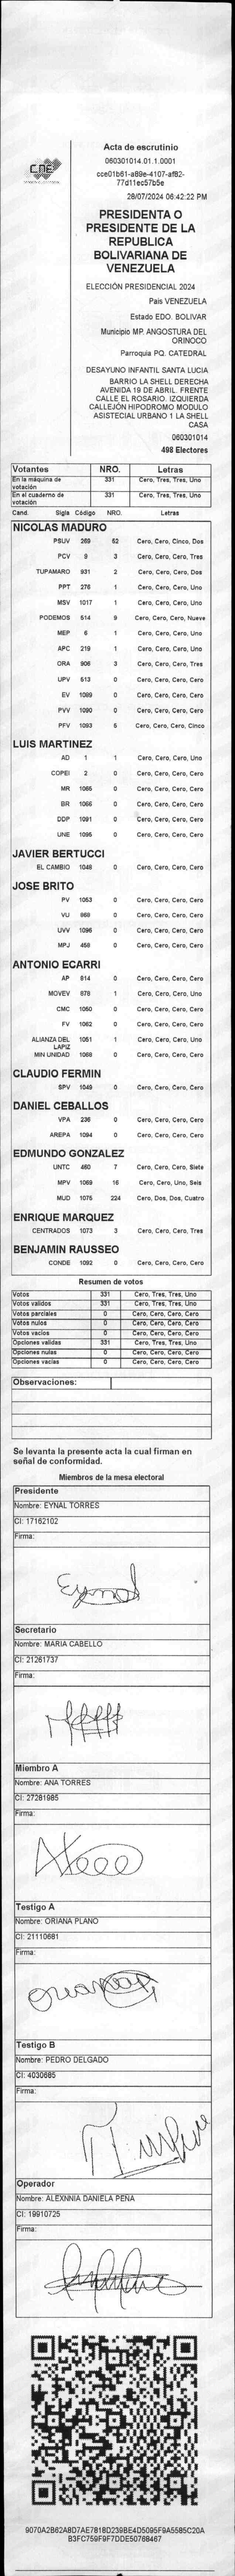 CNE
Acta de escrutinio
060301014.01.1.0001
cce01b61-a89e-4107-af82-
77d11ec57b5e
28/07/2024 06:42:22 PM
PRESIDENTA O
PRESIDENTE DE LA
REPUBLICA
BOLIVARIANA DE
VENEZUELA
ELECCIÓN PRESIDENCIAL 2024
Pais VENEZUELA
Estado EDO. BOLIVAR
Municipio MP. ANGOSTURA DEL
ORINOCO
Parroquia PQ. CATEDRAL
DESAYUNO INFANTIL SANTA LUCIA
BARRIO LA SHELL DERECHA
AVENIDA 19 DE ABRIL. FRENTE
CALLE EL ROSARIO. IZQUIERDA
CALLEJÓN HIPODROMO MODULO
ASISTECIAL URBANO 1 LA SHELL
CASA
060301014
498 Electores
Votantes NRO. Letras
En la máquina de votación 331 Cero, Tres, Tres, Uno
En el cuaderno de votación 331 Cero, Tres, Tres, Uno
Cand. Sigla Código NRO. Letras
NICOLAS MADURO
PSUV 269 52 Cero, Cero, Cinco, Dos
PCV 9 3 Cero, Cero, Cero, Tres
TUPAMARO 931 2 Cero, Cero, Cero, Dos
PPT 276 1 Cero, Cero, Cero, Uno
MSV 1017 1 Cero, Cero, Cero, Uno
PODEMOS 514 9 Cero, Cero, Cero, Nueve
MEP 6 1 Cero, Cero, Cero, Uno
APC 219 1 Cero, Cero, Cero, Uno
ORA 906 3 Cero, Cero, Cero, Tres
UPV 513 0 Cero, Cero, Cero, Cero
EV 1089 0 Cero, Cero, Cero, Cero
PVV 1090 0 Cero, Cero, Cero, Cero
PFV 1093 5 Cero, Cero, Cero, Cinco
LUIS MARTINEZ
AD 1 1 Cero, Cero, Cero, Uno
COPEI 2 0 Cero, Cero, Cero, Cero
MR 1065 0 Cero, Cero, Cero, Cero
BR 1066 0 Cero, Cero, Cero, Cero
DDP 1091 0 Cero, Cero, Cero, Cero
UNE 1095 0 Cero, Cero, Cero, Cero
JAVIER BERTUCCI
EL CAMBIO 1048 0 Cero, Cero, Cero, Cero
JOSE BRITO
PV 1053 0 Cero, Cero, Cero, Cero
VU 868 0 Cero, Cero, Cero, Cero
UVV 1096 0 Cero, Cero, Cero, Cero
MPJ 458 0 Cero, Cero, Cero, Cero
ANTONIO ECARRI
AP 814 0 Cero, Cero, Cero, Cero
MOVEV 878 1 Cero, Cero, Cero, Uno
CMC 1050 0 Cero, Cero, Cero, Cero
FV 1062 0 Cero, Cero, Cero, Cero
ALIANZA DEL LAPIZ 1051 1 Cero, Cero, Cero, Uno
MIN UNIDAD 1088 0 Cero, Cero, Cero, Cero
CLAUDIO FERMIN
SPV 1049 0 Cero, Cero, Cero, Cero
DANIEL CEBALLOS
VPA 236 0 Cero, Cero, Cero, Cero
AREPA 1094 0 Cero, Cero, Cero, Cero
EDMUNDO GONZALEZ
UNTC 460 7 Cero, Cero, Cero, Siete
MPV 1069 16 Cero, Cero, Uno, Seis
MUD 1075 224 Cero, Dos, Dos, Cuatro
ENRIQUE MARQUEZ
CENTRADOS 1073 3 Cero, Cero, Cero, Tres
BENJAMIN RAUSSEO
CONDE 1092 0 Cero, Cero, Cero, Cero
Resumen de votos
Votos 331 Cero, Tres, Tres, Uno
Votos validos 331 Cero, Tres, Tres, Uno
Votos parciales 0 Cero, Cero, Cero, Cero
Votos nulos 0 Cero, Cero, Cero, Cero
Votos vacios 0 Cero, Cero, Cero, Cero
Opciones validas 331 Cero, Tres, Tres, Uno
Opciones nulas 0 Cero, Cero, Cero, Cero
Opciones vacias 0 Cero, Cero, Cero, Cero
Observaciones:
Se levanta la presente acta la cual firman en
señal de conformidad.
Miembros de la mesa electoral
Presidente
Nombre: EYNAL TORRES
CI: 17162102
Firma:
Eynal
Secretario
Nombre: MARIA CABELLO
CI: 21261737
Firma:
Miembro A
Nombre: ANA TORRES
CI: 27281985
Firma:
Testigo A
Nombre: ORIANA PLANO
CI: 21110681
Firma:
Testigo B
Nombre: PEDRO DELGADO
CI: 4030685
Firma:
Operador
Nombre: ALEXNNIA DANIELA PEÑA
CI: 19910725
Firma:
9070A2B62A8D7AE7818D239BE4D5095F9A5585C20A
B3FC759F9F7DDE50768467